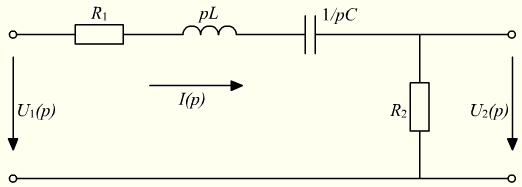 R1
pL
1/pC
I(p)
U1(p)
R2
U2(p)